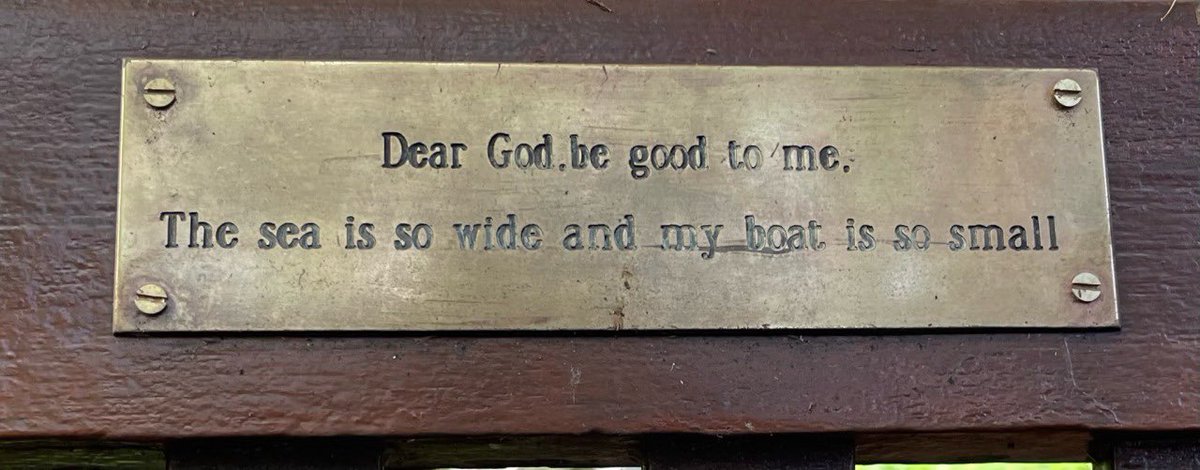 Dear God.be good to me.
The sea is so wide and my boat is so small